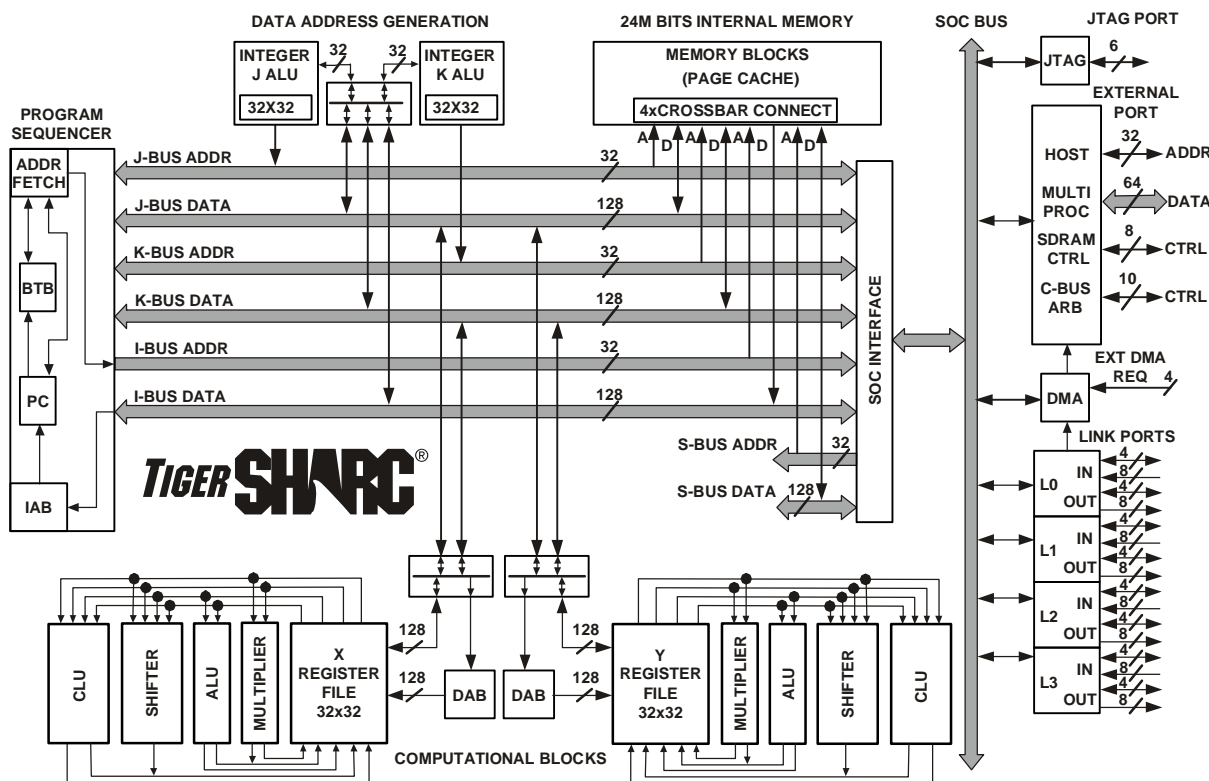 DATA ADDRESS GENERATION
24M BITS INTERNAL MEMORY
SOC BUS
JTAG PORT
INTEGER
J ALU
32X32
32
32
INTEGER
K ALU
32X32
MEMORY BLOCKS
(PAGE CACHE)
4xCROSSBAR CONNECT
A D A D A D A D
JTAG
6
PROGRAM
SEQUENCER
ADDR
FETCH
BTB
PC
IAB
J-BUS ADDR
32
J-BUS DATA
128
K-BUS ADDR
32
K-BUS DATA
128
I-BUS ADDR
32
I-BUS DATA
128
S-BUS ADDR
32
S-BUS DATA
128
SOC INTERFACE
TIGER SHARC®
EXTERNAL
PORT
HOST
32
ADDR
MULTI
PROC
64
DATA
SDRAM
CTRL
8
CTRL
C-BUS
ARB
10
CTRL
EXT DMA
REQ
4
DMA
LINK PORTS
L0
IN
OUT
4
8
4
8
L1
IN
OUT
4
8
4
8
L2
IN
OUT
4
8
4
8
L3
IN
OUT
4
8
4
8
CLU
SHIFTER
ALU
MULTIPLIER
X
REGISTER
FILE
32x32
128
128
DAB
DAB
128
128
Y
REGISTER
FILE
32x32
MULTIPLIER
ALU
SHIFTER
CLU
COMPUTATIONAL BLOCKS